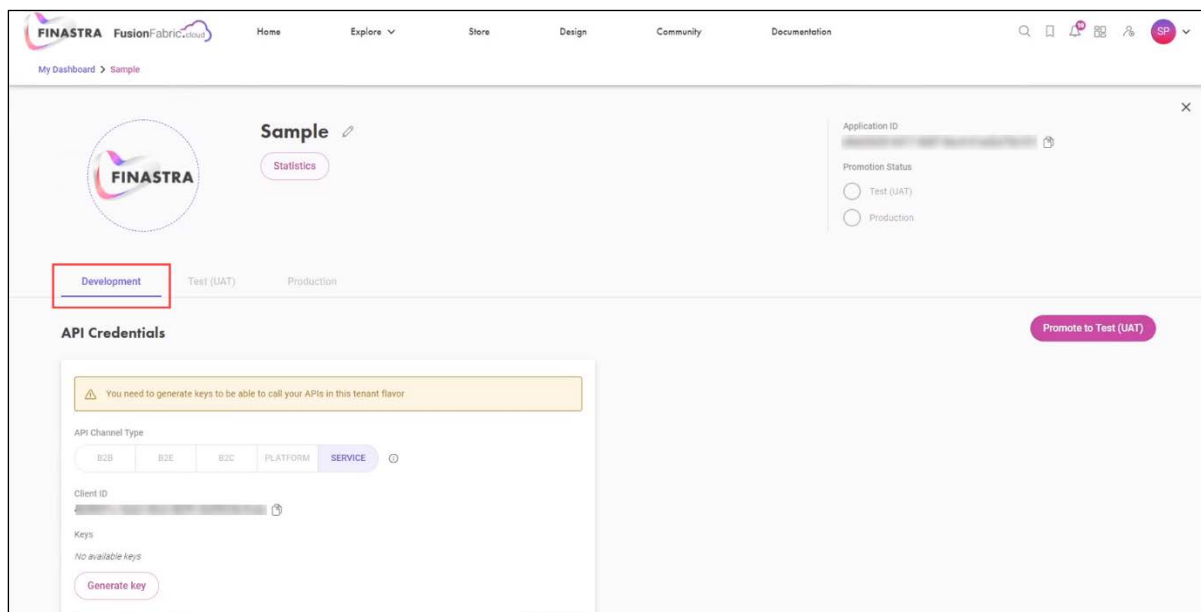 FINASTRA FusionFabric.cloud Home Explore Store Design Community Documentation 19 SP
My Dashboard > Sample
Sample
Statistics
FINASTRA
Application ID
Promotion Status
Test (UAT)
Production
Development Test (UAT) Production
API Credentials
Promote to Test (UAT)
You need to generate keys to be able to call your APIs in this tenant flavor
API Channel Type
B2B B2E B2C PLATFORM SERVICE
Client ID
Keys
No available keys
Generate key